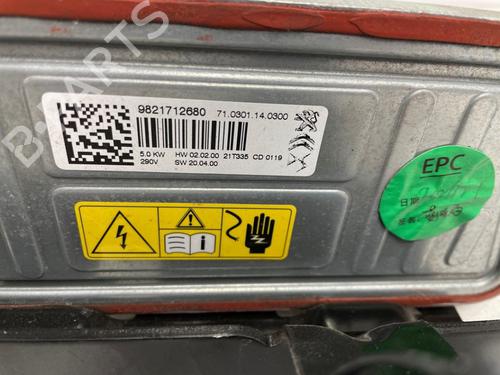 9821712680 71.0301.14.0300
5.0 KW HW 02.02.00 21T335 CD 0119
290V SW 20.04.00
EPC
日期
B-PARTS